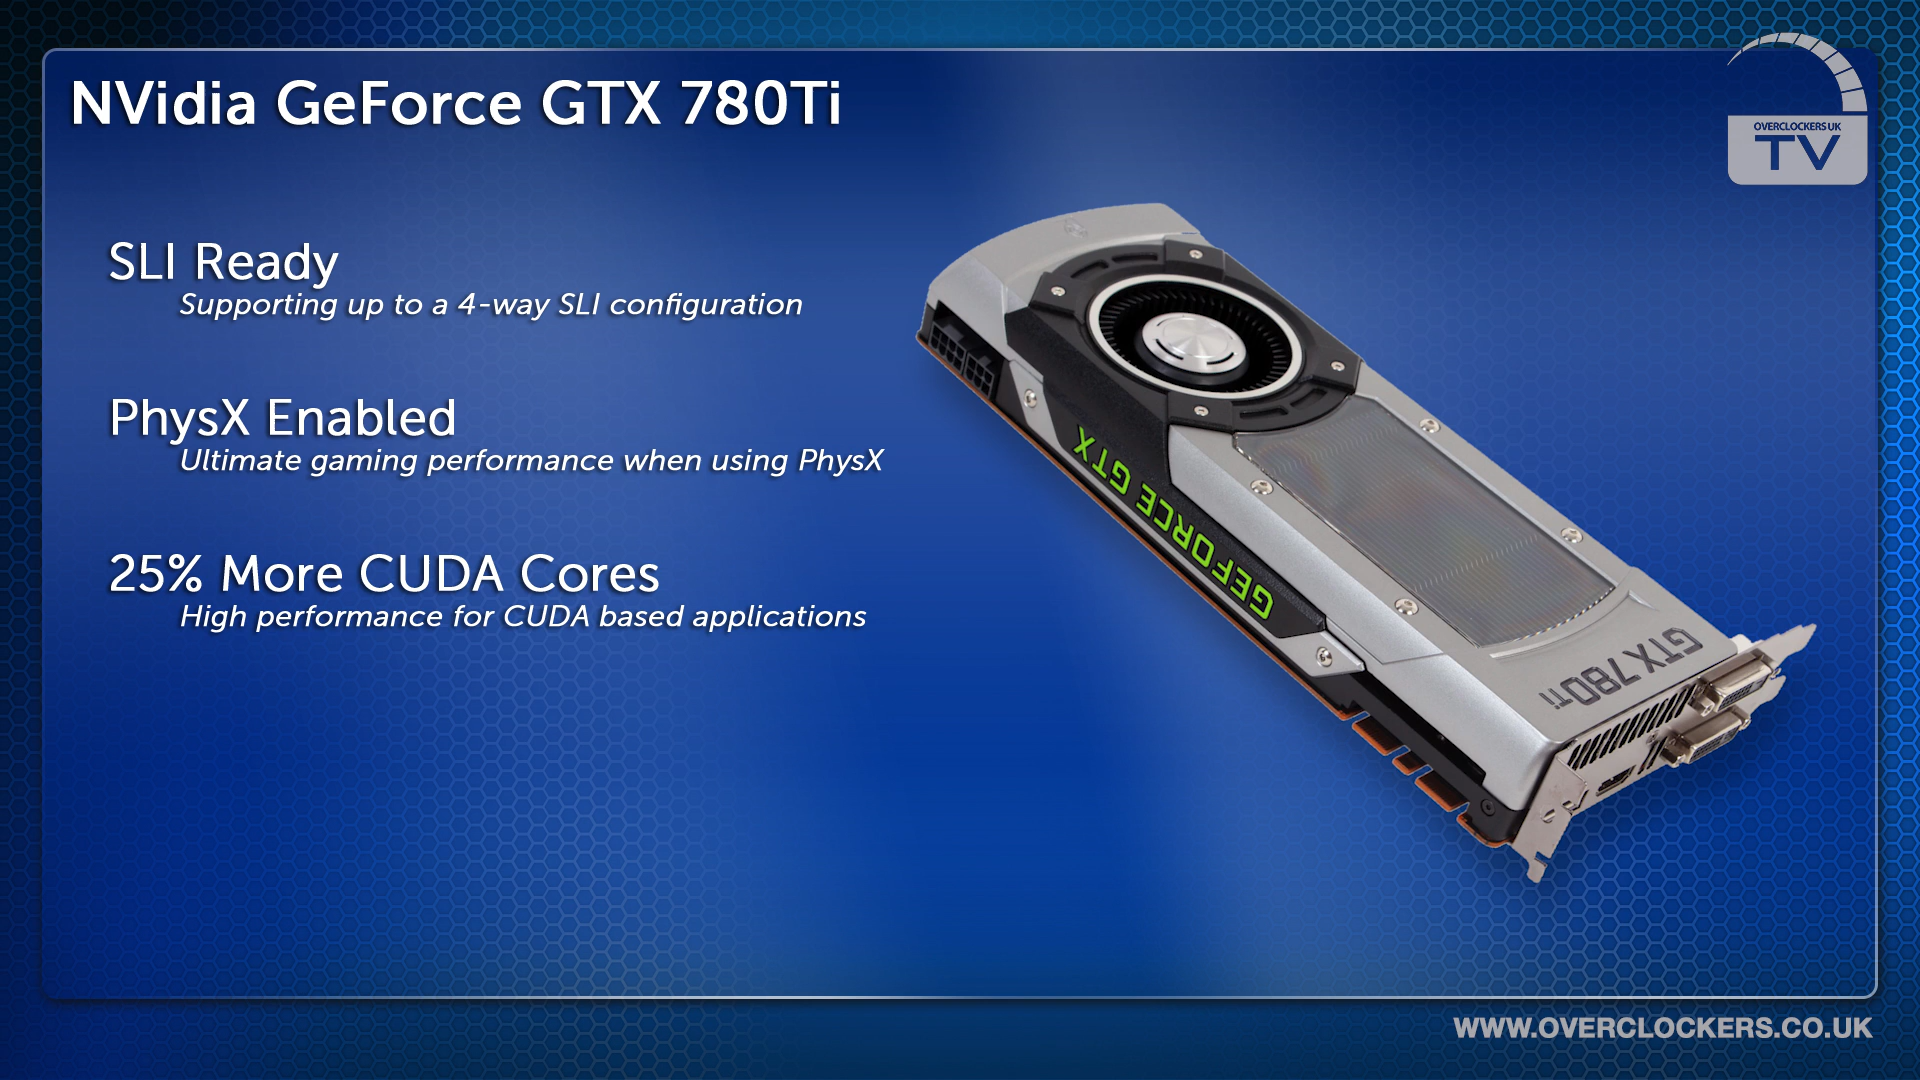 NVidia GeForce GTX 780Ti
OVERCLOCKERS UK
TV
SLI Ready
Supporting up to a 4-way SLI configuration
PhysX Enabled
Ultimate gaming performance when using PhysX
25% More CUDA Cores
High performance for CUDA based applications
GEFORCE GTX
GTX 780Ti
WWW.OVERCLOCKERS.CO.UK